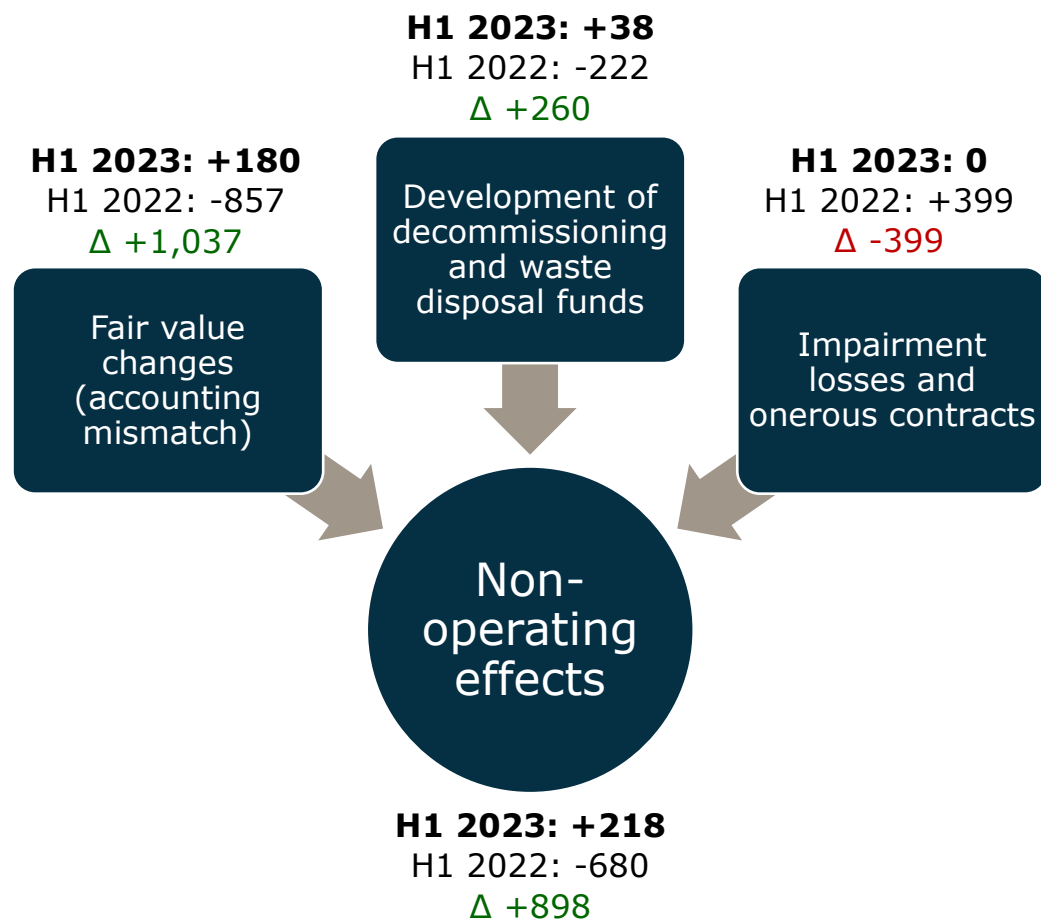 H1 2023: +38
H1 2022: -222
Δ +260
H1 2023: +180
H1 2022: -857
Δ +1,037
H1 2023: 0
H1 2022: +399
Δ -399
Development of
decommissioning
and waste
disposal funds
Fair value
changes
(accounting
mismatch)
Impairment
losses and
onerous contracts
Non-
operating
effects
H1 2023: +218
H1 2022: -680
Δ +898